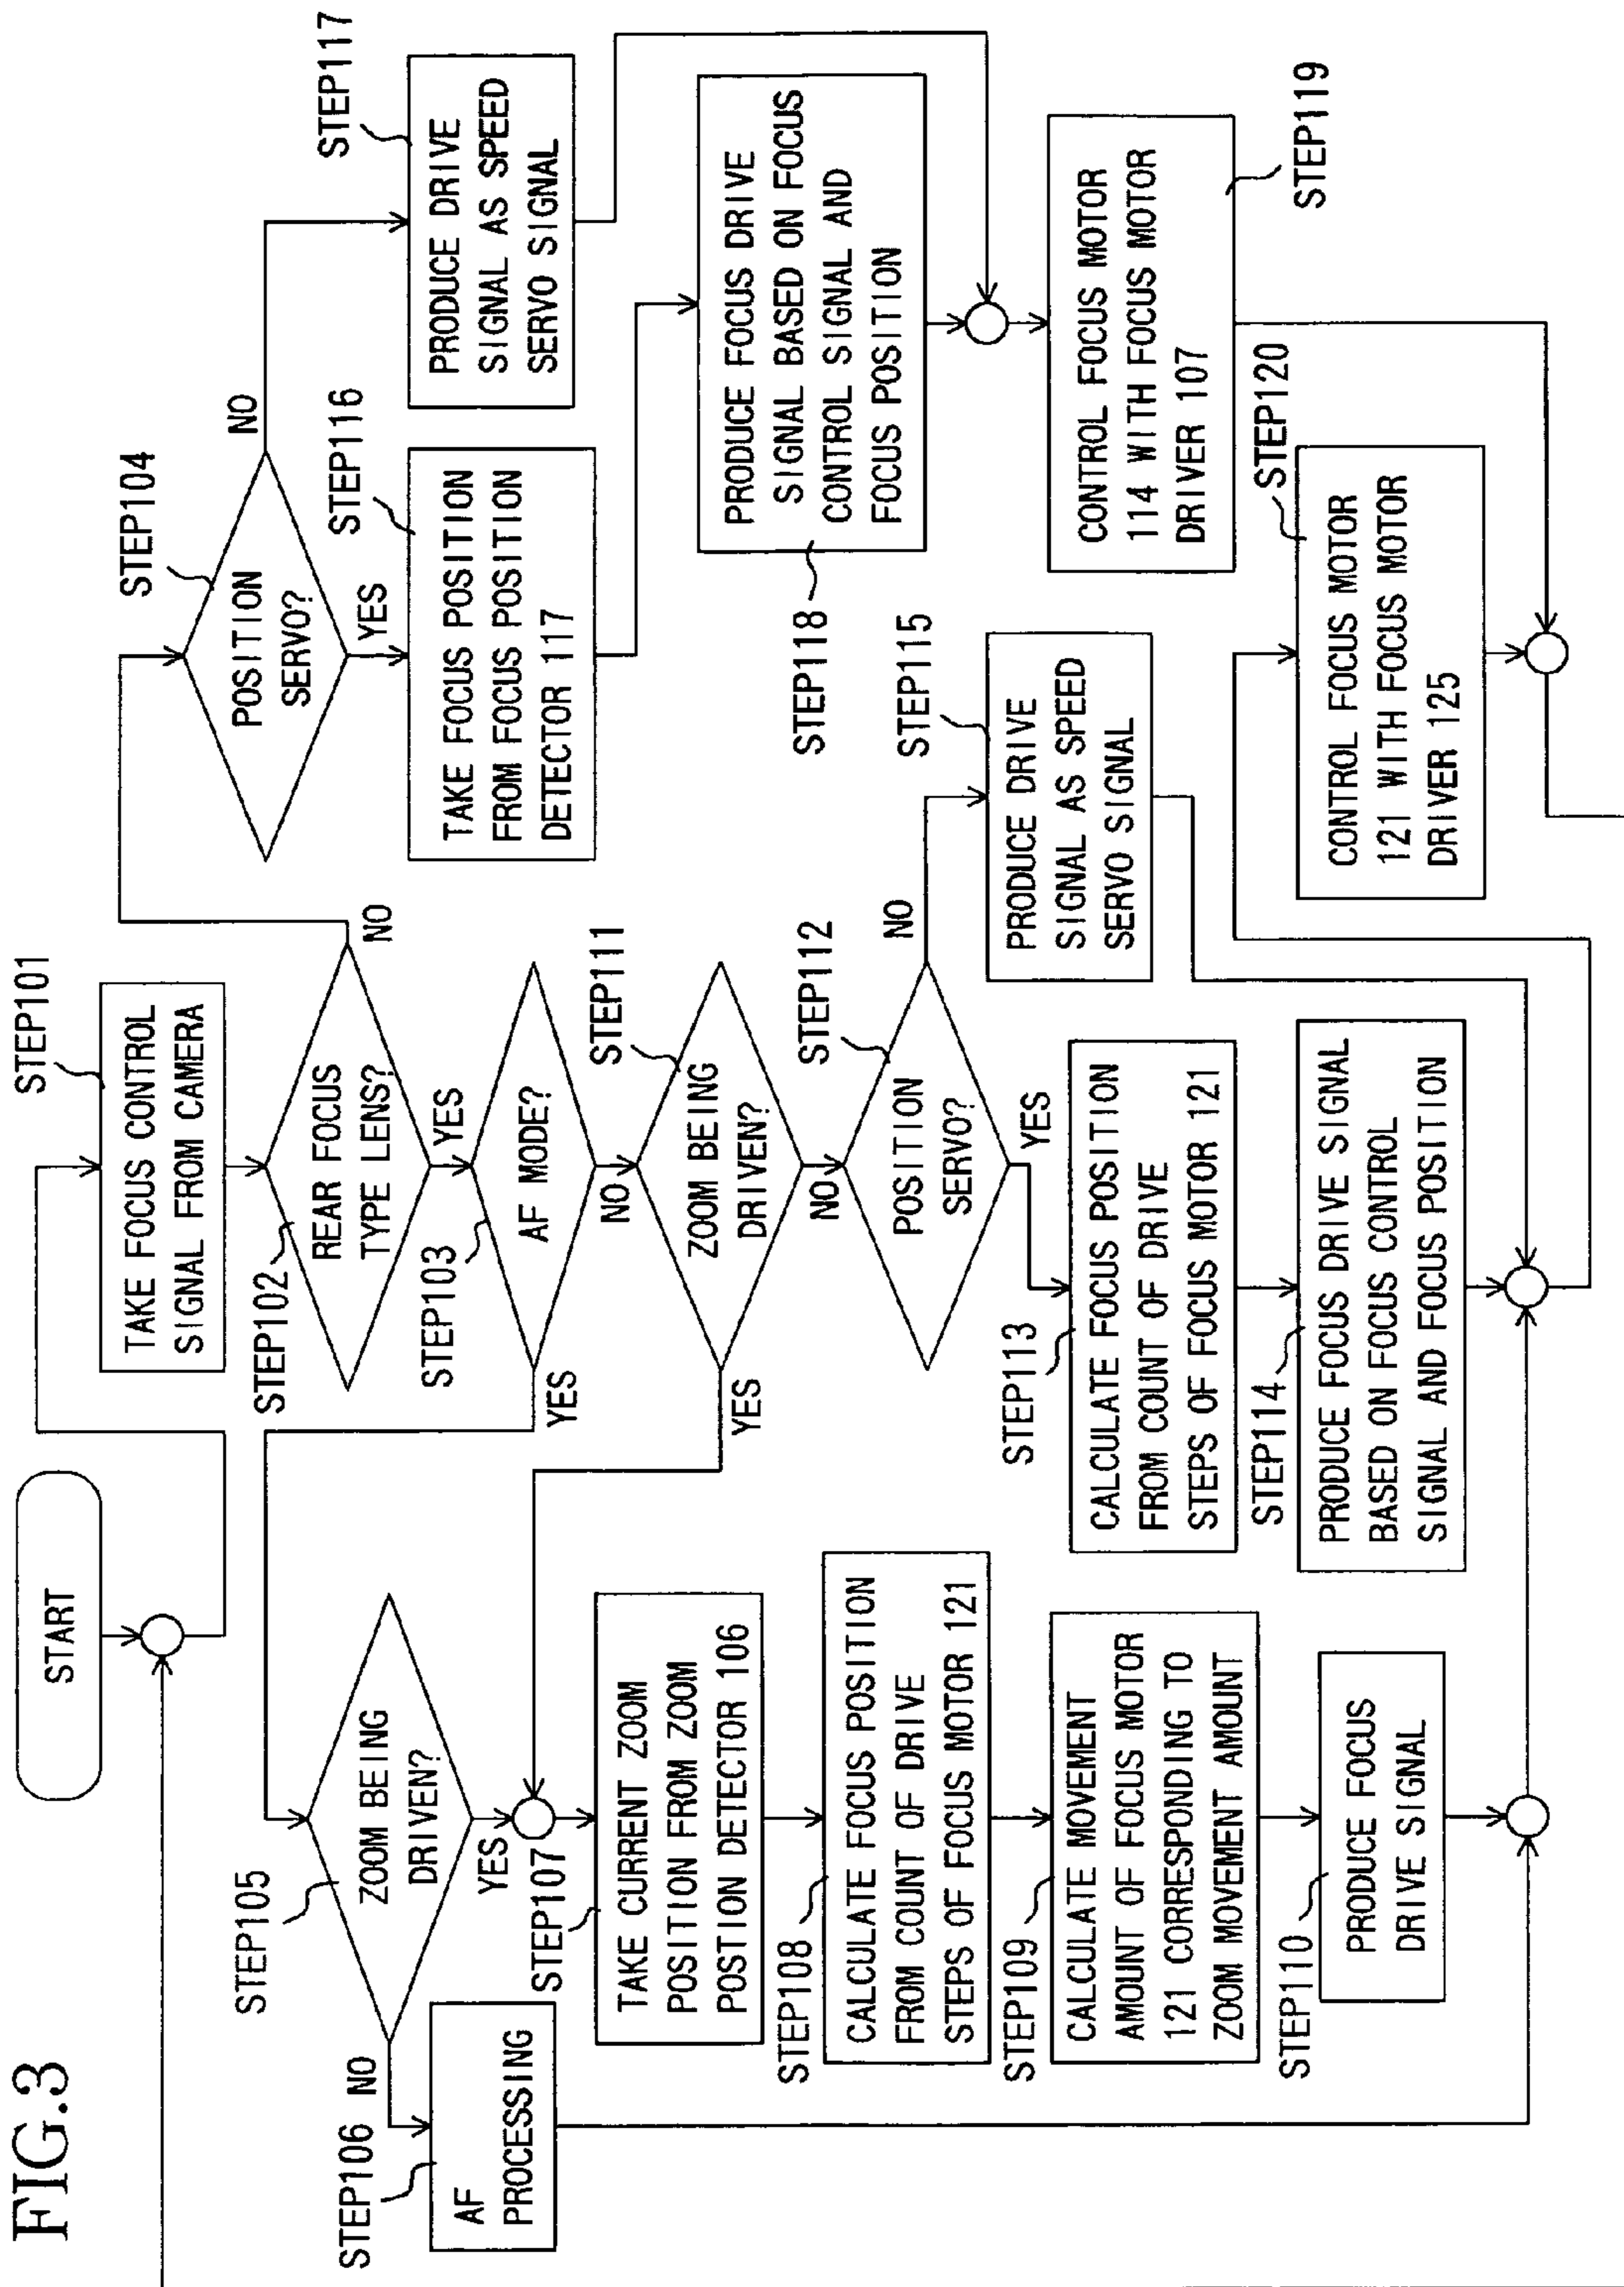 FIG.3
START
STEP101
TAKE FOCUS CONTROL
SIGNAL FROM CAMERA
STEP102
REAR FOCUS
TYPE LENS?
NO
YES
STEP103
AF MODE?
YES
NO
STEP104
POSITION
SERVO?
NO
YES
STEP105
ZOOM BEING
DRIVEN?
NO
YES
STEP106
AF
PROCESSING
STEP107
TAKE CURRENT ZOOM
POSITION FROM ZOOM
POSTION DETECTOR 106
STEP108
CALCULATE FOCUS POSITION
FROM COUNT OF DRIVE
STEPS OF FOCUS MOTOR 121
STEP109
CALCULATE MOVEMENT
AMOUNT OF FOCUS MOTOR
121 CORRESPONDING TO
ZOOM MOVEMENT AMOUNT
STEP110
PRODUCE FOCUS
DRIVE SIGNAL
STEP111
ZOOM BEING
DRIVEN?
YES
NO
STEP112
POSITION
SERVO?
NO
YES
STEP113
CALCULATE FOCUS POSITION
FROM COUNT OF DRIVE
STEPS OF FOCUS MOTOR 121
STEP114
PRODUCE FOCUS DRIVE SIGNAL
BASED ON FOCUS CONTROL
SIGNAL AND FOCUS POSITION
STEP115
PRODUCE DRIVE
SIGNAL AS SPEED
SERVO SIGNAL
STEP116
TAKE FOCUS POSITION
FROM FOCUS POSITION
DETECTOR 117
STEP117
PRODUCE DRIVE
SIGNAL AS SPEED
SERVO SIGNAL
STEP118
PRODUCE FOCUS DRIVE
SIGNAL BASED ON FOCUS
CONTROL SIGNAL AND
FOCUS POSITION
STEP119
CONTROL FOCUS MOTOR
114 WITH FOCUS MOTOR
DRIVER 107
STEP120
CONTROL FOCUS MOTOR
121 WITH FOCUS MOTOR
DRIVER 125